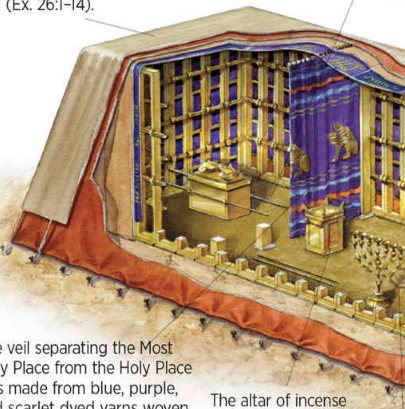 (Ex. 26:1–14).
e veil separating the Most
y Place from the Holy Place
s made from blue, purple,
d scarlet dyed yarns woven
The altar of incense